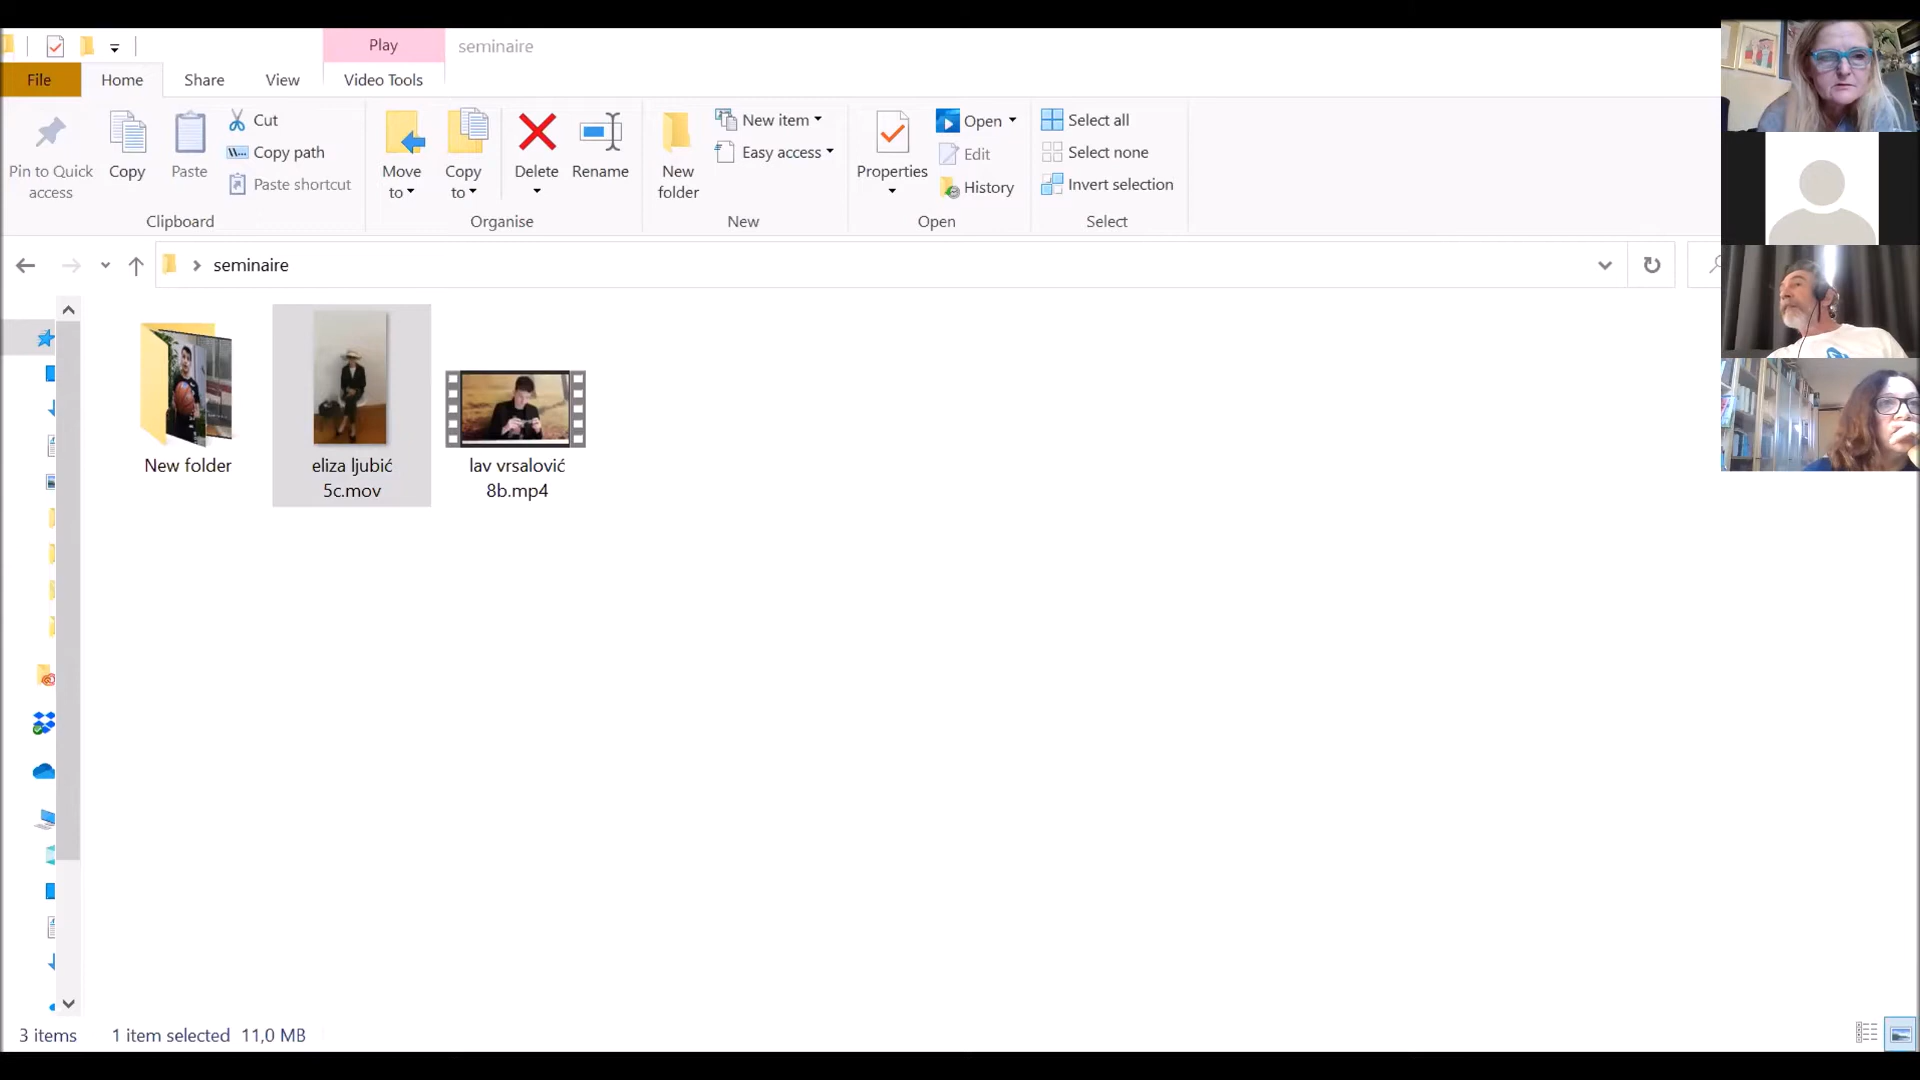 Play
seminaire
File
Home
Share
View
Video Tools
Pin to Quick
access
Copy
Paste
Cut
Copy path
Paste shortcut
Clipboard
Move
to
Copy
to
Delete
Rename
Organise
New
folder
New item
Easy access
New
Properties
Open
Edit
History
Open
Select all
Select none
Invert selection
Select
seminaire
New folder
eliza ljubić
5c.mov
lav vrsalović
8b.mp4
3 items
1 item selected 11,0 MB